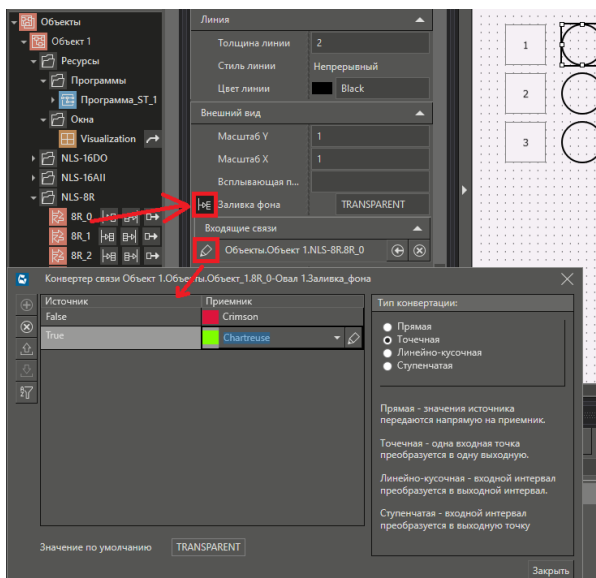 Объекты
Объект 1
Ресурсы
Программы
Программа_ST_1
Окна
Visualization
NLS-16DO
NLS-16AII
NLS-8R
8R_0
8R_1
8R_2
Линия
Толщина линии 2
Стиль линии Непрерывный
Цвет линии Black
Внешний вид
Масштаб Y 1
Масштаб X 1
Всплывающая п...
Заливка фона TRANSPARENT
Входящие связи
Объекты.Объект 1.NLS-8R.8R_0
1
2
3
Конвертер связи Объект 1.Объекты.Объект_1.8R_0-Овал 1.Заливка_фона
Источник Приемник
False Crimson
True Chartreuse
Тип конвертации:
Прямая
Точечная
Линейно-кусочная
Ступенчатая
Прямая - значения источника
передаются напрямую на приемник.
Точечная - одна входная точка
преобразуется в одну выходную.
Линейно-кусочная - входной интервал
преобразуется в выходной интервал.
Ступенчатая - входной интервал
преобразуется в выходную точку
Значение по умолчанию TRANSPARENT
Закрыть